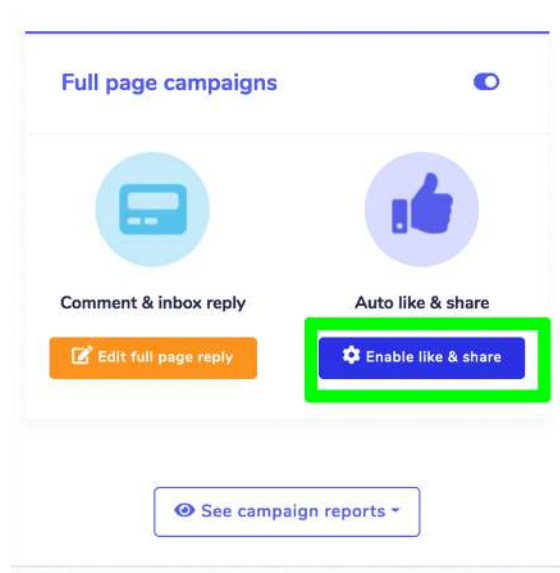 Full page campaigns
Comment & inbox reply
Auto like & share
Edit full page reply
Enable like & share
See campaign reports